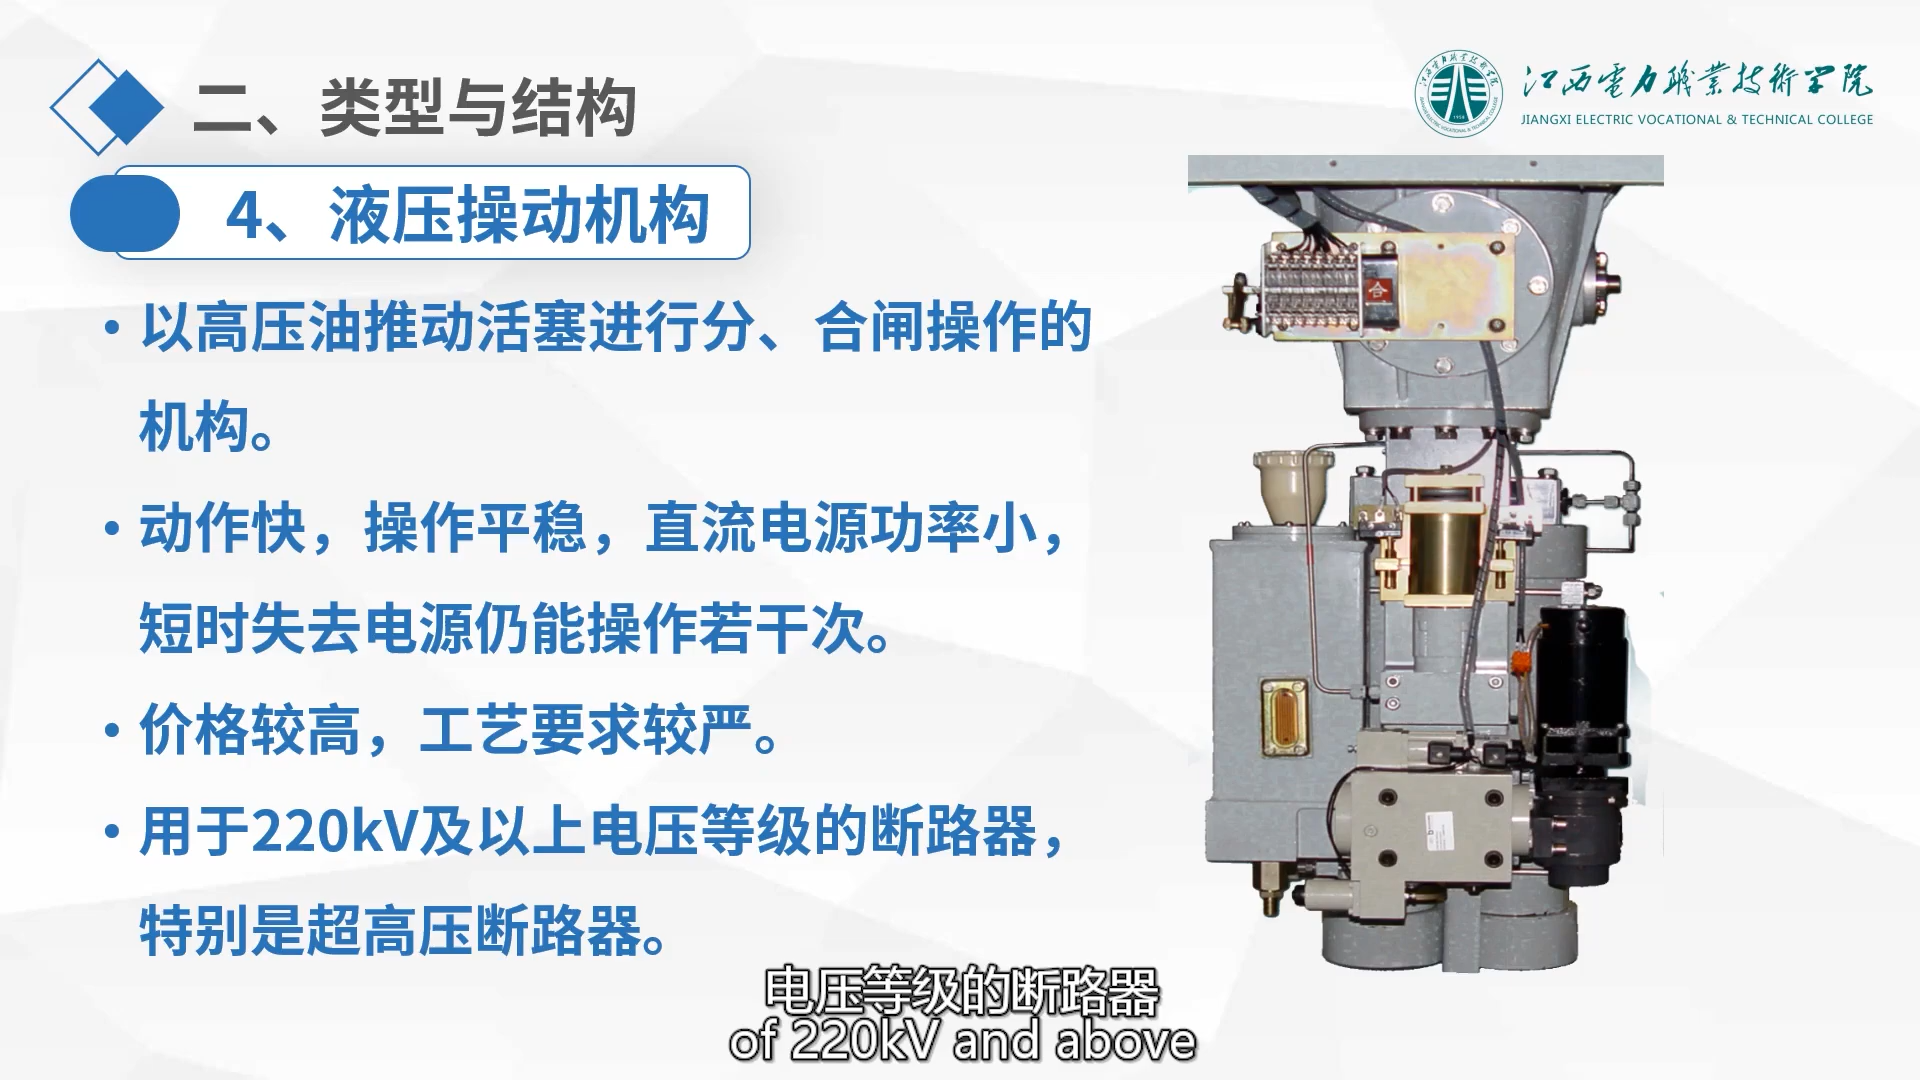 二、类型与结构
江西電力職業技術学院
JIANGXI ELECTRIC VOCATIONAL & TECHNICAL COLLEGE
4、液压操动机构
• 以高压油推动活塞进行分、合闸操作的
机构。
• 动作快，操作平稳，直流电源功率小，
短时失去电源仍能操作若干次。
• 价格较高，工艺要求较严。
• 用于220kV及以上电压等级的断路器，
特别是超高压断路器。
合
电压等级的断路器
of 220kV and above